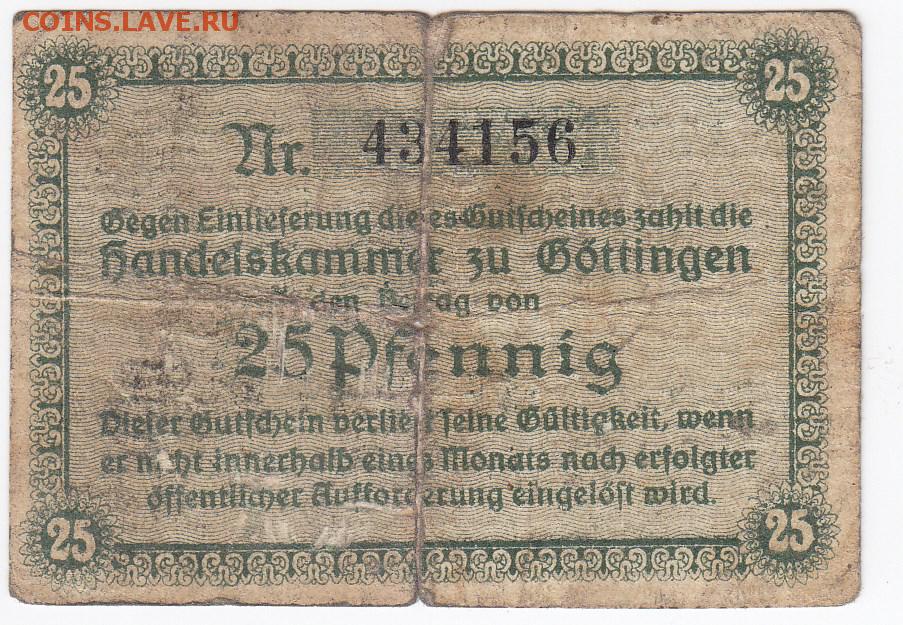 COINS.LAVE.RU
25
25
Nr. 434156
Gegen Einlieferung dieses Gutscheines zahlt die
Handelskammer zu Göttingen
den Betrag von
25 Pfennig
Dieser Gutschein verliert seine Gültigkeit, wenn
er nicht innerhalb eines Monats nach erfolgter
öffentlicher Aufforderung eingelöst wird.
25
25